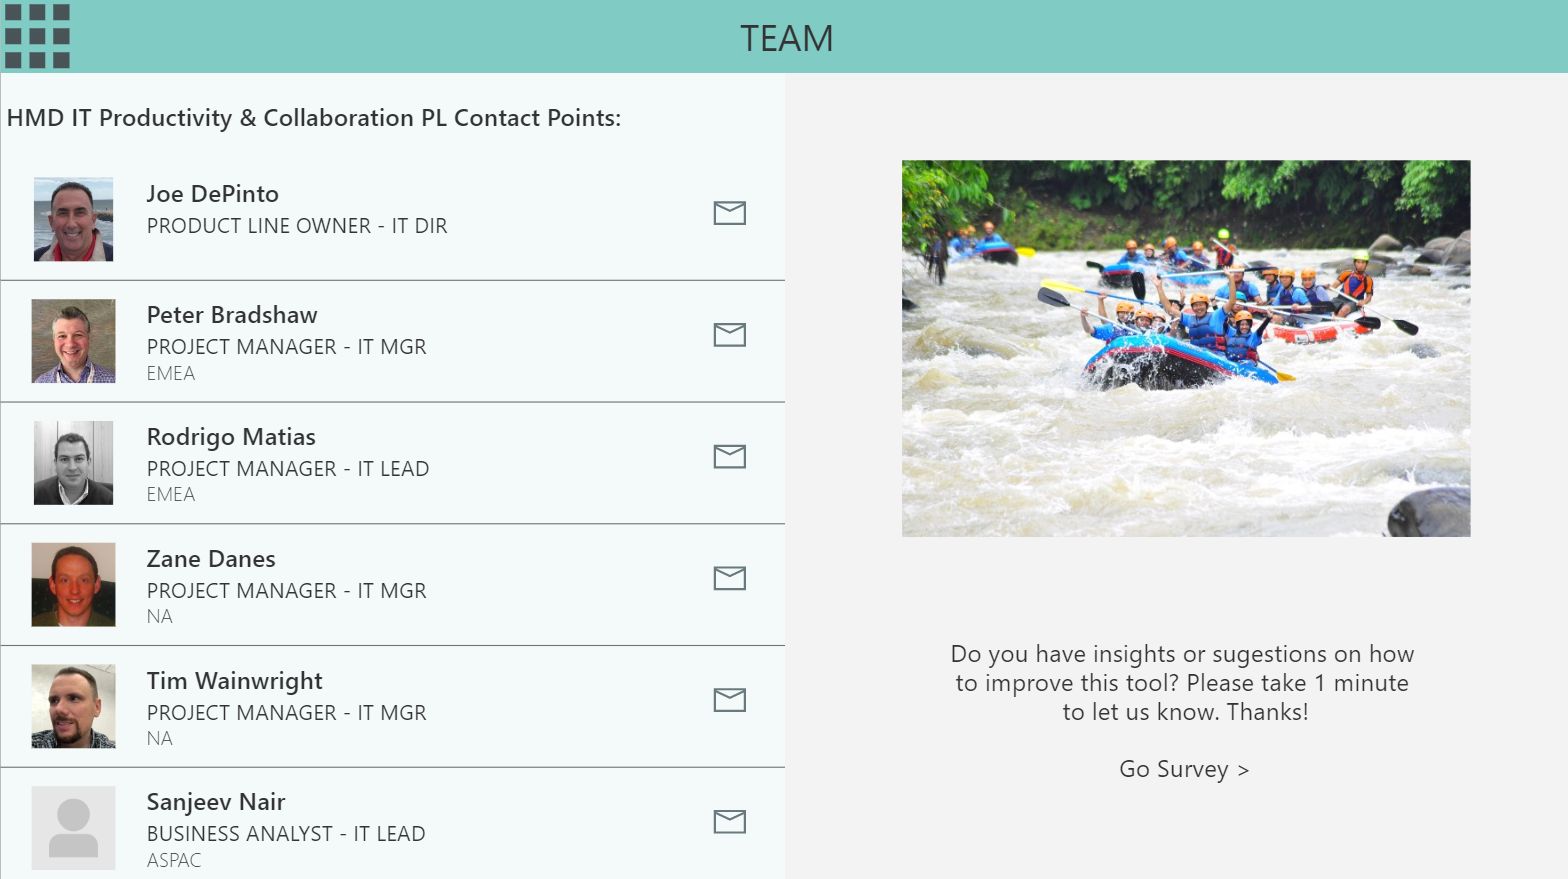 TEAM
HMD IT Productivity & Collaboration PL Contact Points:
Joe DePinto
PRODUCT LINE OWNER - IT DIR
Peter Bradshaw
PROJECT MANAGER - IT MGR
EMEA
Rodrigo Matias
PROJECT MANAGER - IT LEAD
EMEA
Zane Danes
PROJECT MANAGER - IT MGR
NA
Tim Wainwright
PROJECT MANAGER - IT MGR
NA
Sanjeev Nair
BUSINESS ANALYST - IT LEAD
ASPAC
Do you have insights or sugestions on how
to improve this tool? Please take 1 minute
to let us know. Thanks!
Go Survey >